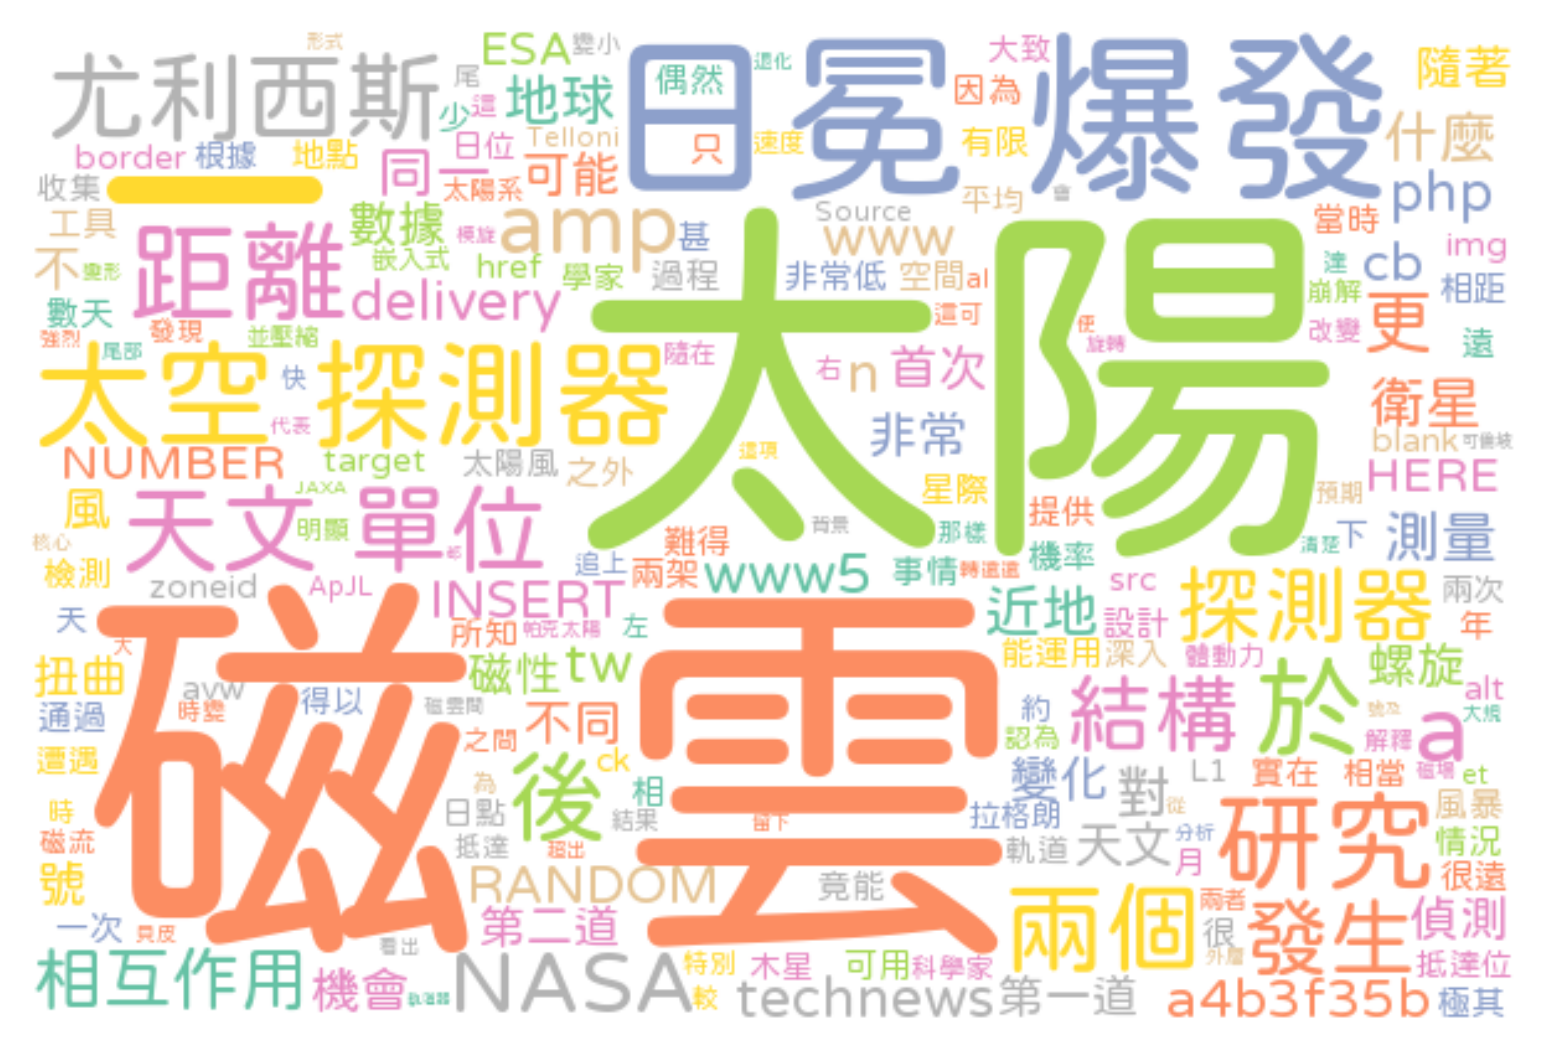 形式
ESA
變小
大致
尤利西斯
尾
地球
偶然
退化
日冕爆發
因為
隨著
少
這
Telloni
只
速度
有限
什麼
border
根據
地點
日位
同一
可能
收集
一
太陽系
平均
會
php
工具
距離
數據
模旋
amp
甚
Source
www
當時
img
不
變形
嵌入式
href
學家
過程
非常低
空間
al
達
cb
數天
delivery
太陽
這可
崩解
相距
強烈
發現
並壓縮
尾部
便
旋轉
改變
更
遠
太空探測器
快
隨在
右
n
首次
代表
非常
衛星
NUMBER
target
太陽風
之外
這項
blank
可倫坡
JAXA
星際
HERE
風
天文單位
明顯
背景
提供
預期
核心
都
難得
那樣
清楚
下
測量
檢測
zoneid
ApJL
追上
兩架
www5
事情
轉遠遠
機率
src
兩次
天
磁雲
INSERT
近地
設計
探測器
年
大
所知
帕克太陽
左
能運用
深入
體動力
扭曲
avw
磁性
tw
螺旋
通過
時變
得以
磁雲間
不同
約
結構
於
alt
號及
大規
遭遇
之間
ck
認為
解釋
a
為
後
變化
對
L1
實在
相當
磁場
et
時
日點
相
結果
留下
拉格朗
從
研究
風暴
磁流
抵達
超出
軌道
天文
分析
情況
號
RANDOM
竟能
月
很遠
一次
貝皮
第二道
兩個
兩者
很
發生
偵測
看出
外層
相互作用
機會
NASA
特別
木星
可用
科學家
抵達位
軌道器
較
technews
第一道
a4b3f35b
極其